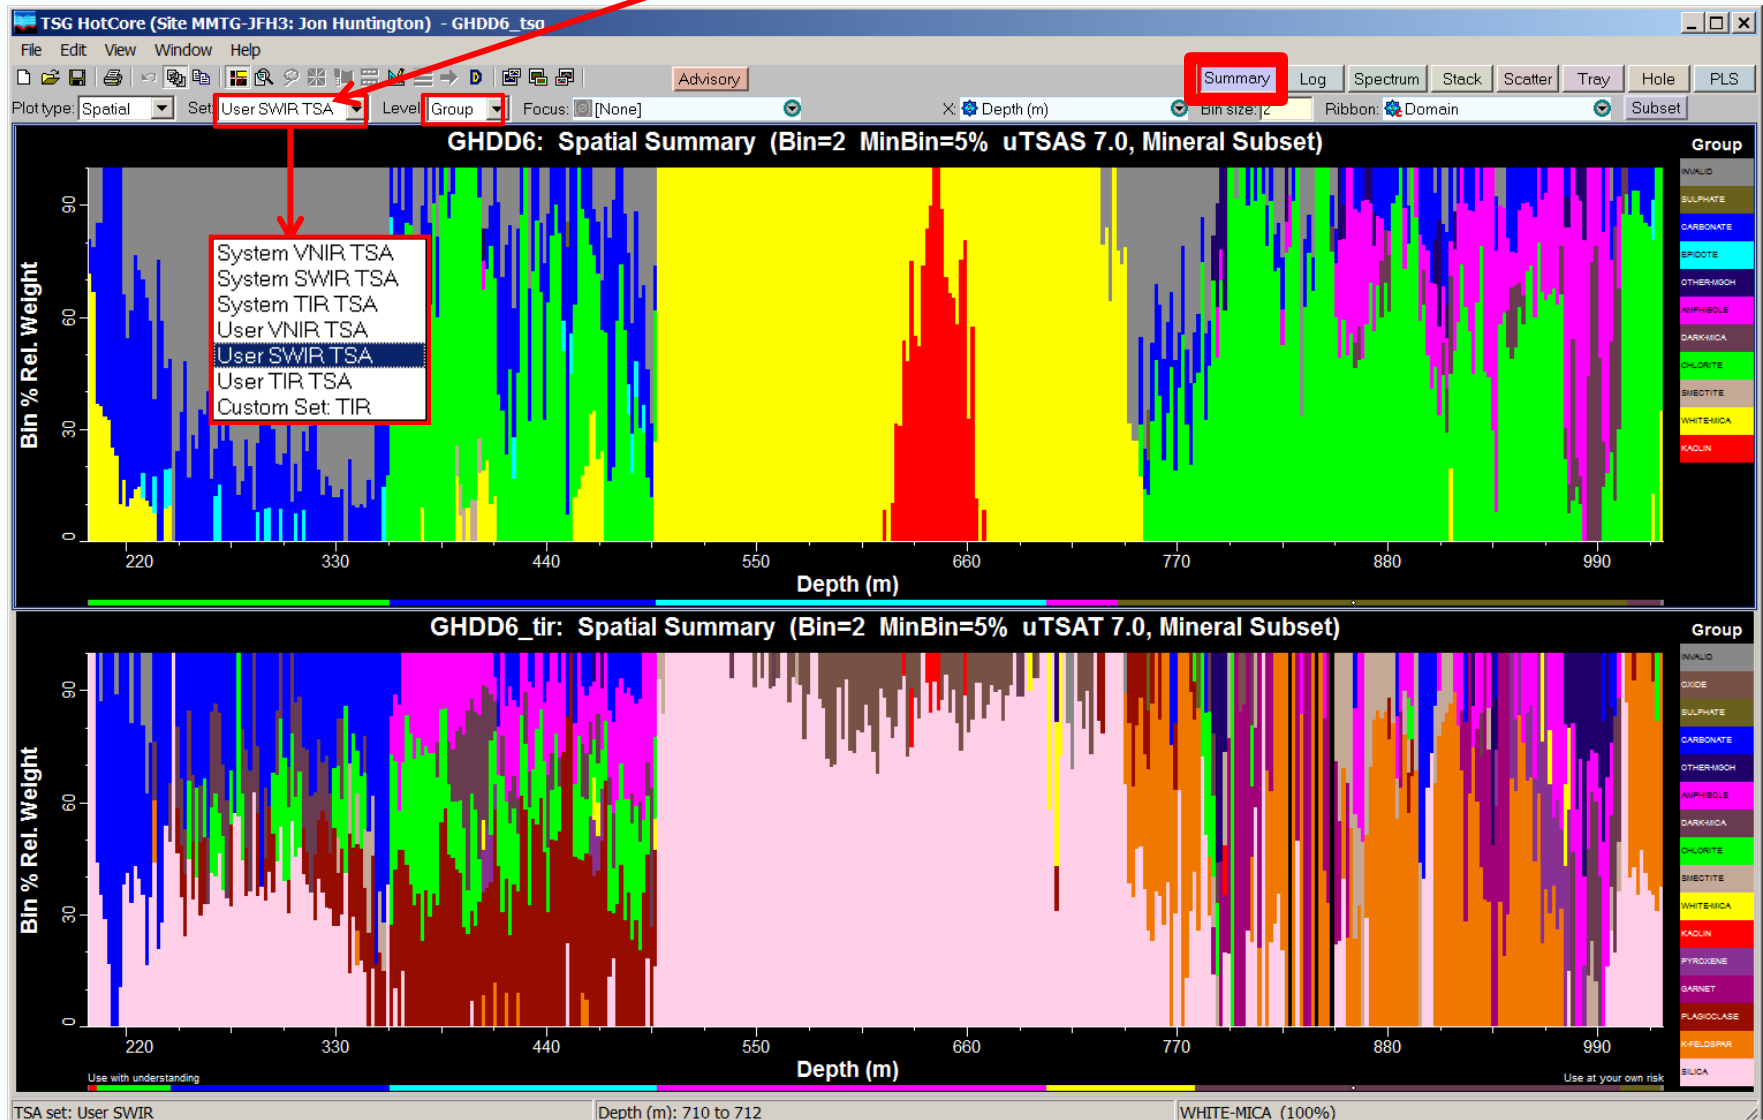 TSG HotCore (Site MMTG-JFH3: Jon Huntington) - GHDD6_tsg
File Edit View Window Help
Advisory Summary Log Spectrum Stack Scatter Tray Hole PLS
Plot type: Spatial Set: User SWIR TSA Level: Group Focus: [None] X: Depth (m) Bin size: 2 Ribbon: Domain Subset
GHDD6: Spatial Summary (Bin=2 MinBin=5% uTSAS 7.0, Mineral Subset)
Group
INVALID
SULPHATE
CARBONATE
EPIDOTE
OTHER-MGOH
AMPHIBOLE
DARK-MICA
CHLORITE
SMECTITE
WHITE-MICA
KAOLIN
System VNIR TSA
System SWIR TSA
System TIR TSA
User VNIR TSA
User SWIR TSA
User TIR TSA
Custom Set: TIR
Bin % Rel. Weight
90
60
30
0
220 330 440 550 660 770 880 990
Depth (m)
GHDD6_tir: Spatial Summary (Bin=2 MinBin=5% uTSAT 7.0, Mineral Subset)
Group
INVALID
OXIDE
SULPHATE
CARBONATE
OTHER-MGOH
AMPHIBOLE
DARK-MICA
CHLORITE
SMECTITE
WHITE-MICA
KAOLIN
PYROXENE
GARNET
PLAGIOCLASE
K-FELDSPAR
SILICA
Bin % Rel. Weight
90
60
30
0
220 330 440 550 660 770 880 990
Depth (m)
Use with understanding
Use at your own risk
TSA set: User SWIR Depth (m): 710 to 712 WHITE-MICA (100%)